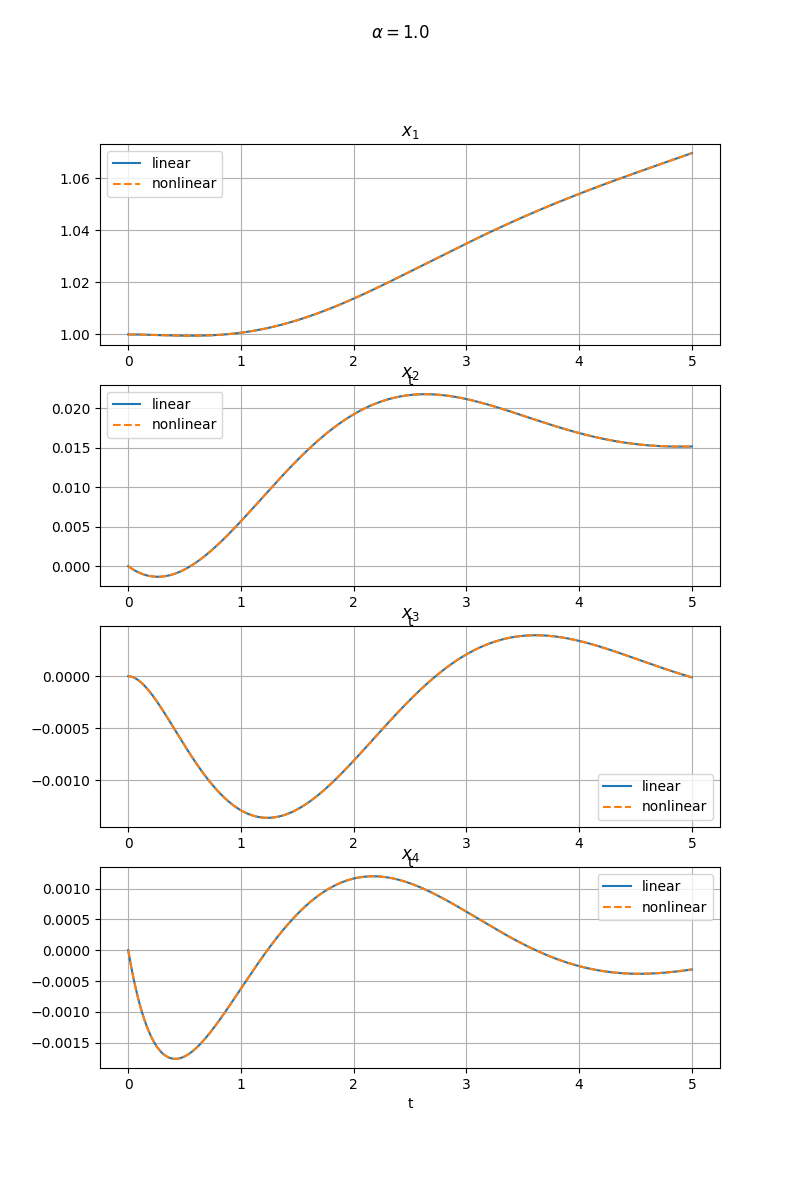 α = 1.0
x1
linear
nonlinear
1.06
1.04
1.02
1.00
0 1 2 3 4 5
t
x2
linear
nonlinear
0.020
0.015
0.010
0.005
0.000
0 1 2 3 4 5
t
x3
0.0000
−0.0005
−0.0010
linear
nonlinear
0 1 2 3 4 5
t
x4
linear
nonlinear
0.0010
0.0005
0.0000
−0.0005
−0.0010
−0.0015
0 1 2 3 4 5
t